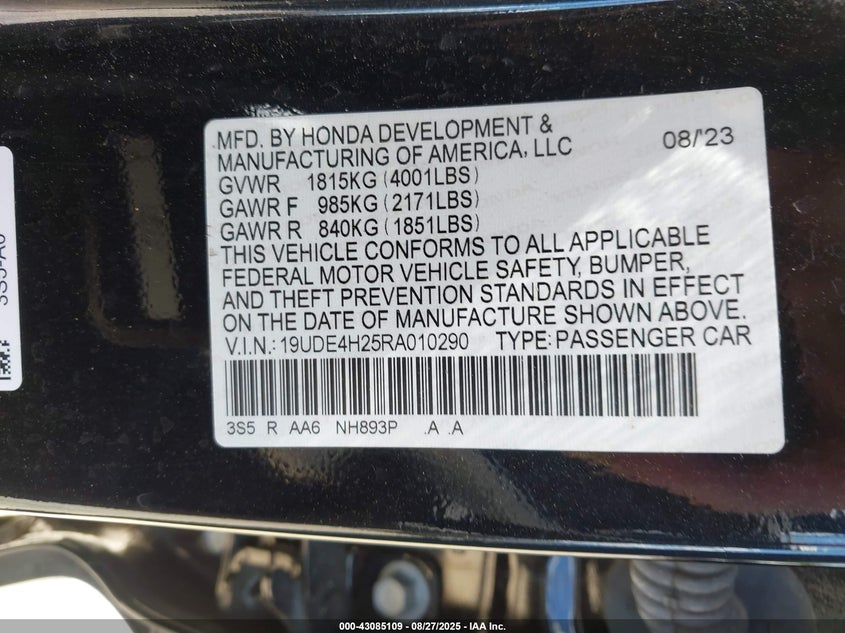 MFD. BY HONDA DEVELOPMENT &
MANUFACTURING OF AMERICA, LLC 08/'23
GVWR 1815KG (4001LBS)
GAWR F 985KG (2171LBS)
GAWR R 840KG (1851LBS)
THIS VEHICLE CONFORMS TO ALL APPLICABLE
FEDERAL MOTOR VEHICLE SAFETY, BUMPER,
AND THEFT PREVENTION STANDARDS IN EFFECT
ON THE DATE OF MANUFACTURE SHOWN ABOVE.
V.I.N.: 19UDE4H25RA010290 TYPE: PASSENGER CAR
3S5 R AA6 NH893P .A .A
000-43085109 - 08/27/2025 - IAA Inc.